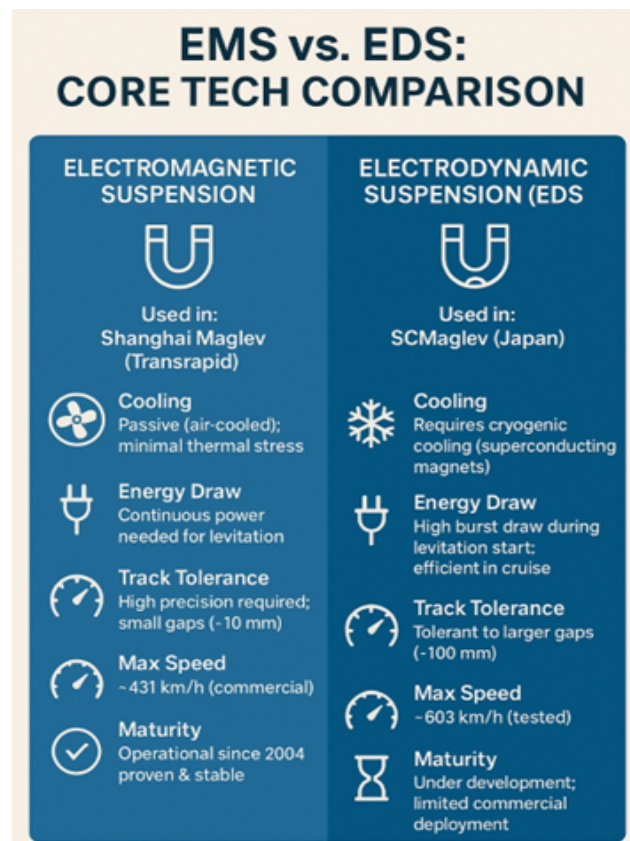 EMS vs. EDS:
CORE TECH COMPARISON
ELECTROMAGNETIC
SUSPENSION
Used in:
Shanghai Maglev
(Transrapid)
Cooling
Passive (air-cooled);
minimal thermal stress
Energy Draw
Continuous power
needed for levitation
Track Tolerance
High precision required;
small gaps (-10 mm)
Max Speed
~431 km/h (commercial)
Maturity
Operational since 2004
proven & stable
ELECTRODYNAMIC
SUSPENSION (EDS
Used in:
SCMaglev (Japan)
Cooling
Requires cryogenic
cooling (superconducting
magnets)
Energy Draw
High burst draw during
levitation start:
efficient in cruise
Track Tolerance
Tolerant to larger gaps
(-100 mm)
Max Speed
~603 km/h (tested)
Maturity
Under development;
limited commercial
deployment